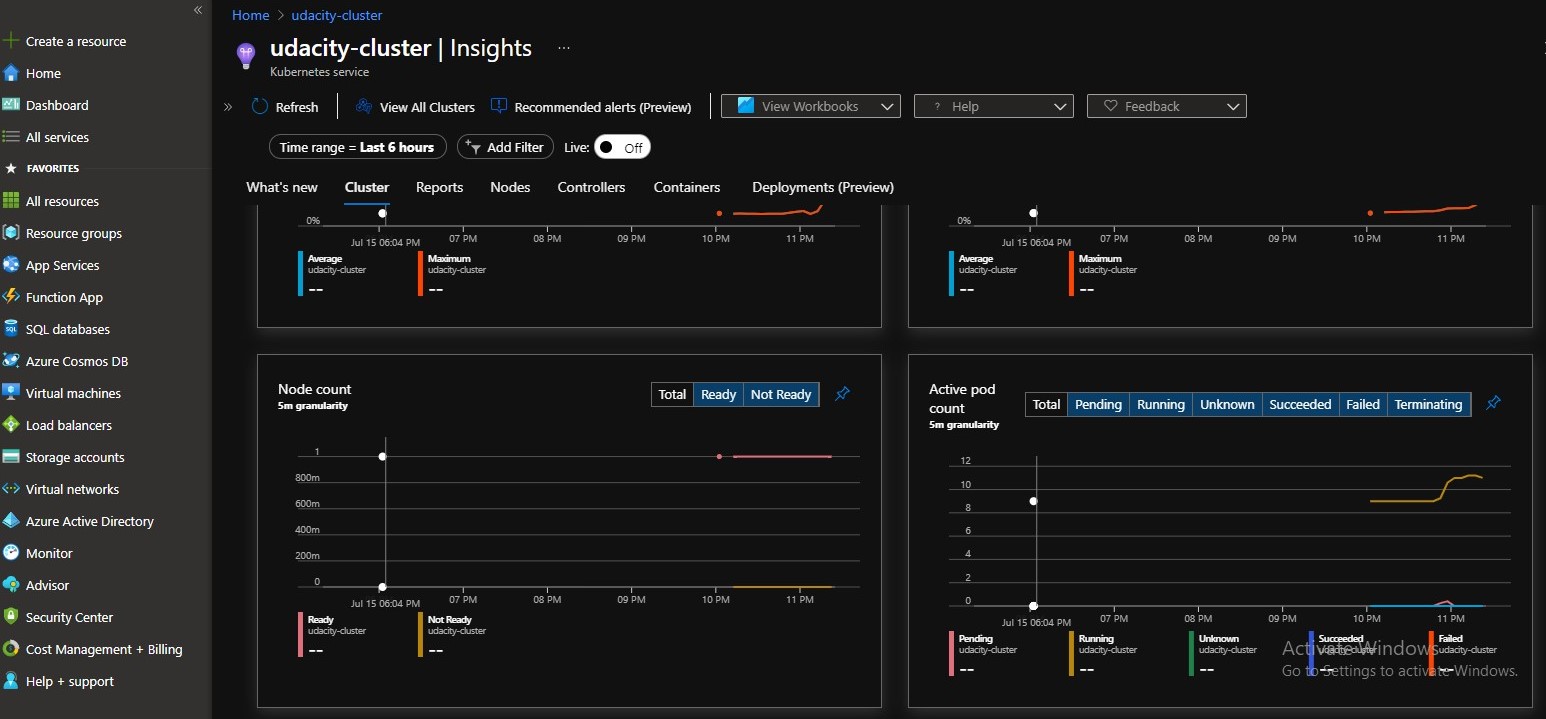 «
Home > udacity-cluster
Create a resource
Home
Dashboard
All services
★ FAVORITES
All resources
Resource groups
App Services
Function App
SQL databases
Azure Cosmos DB
Virtual machines
Load balancers
Storage accounts
Virtual networks
Azure Active Directory
Monitor
Advisor
Security Center
Cost Management + Billing
Help + support
udacity-cluster | Insights ...
Kubernetes service
» Refresh View All Clusters Recommended alerts (Preview) View Workbooks ? Help Feedback
Time range = Last 6 hours Add Filter Live: Off
What's new Cluster Reports Nodes Controllers Containers Deployments (Preview)
0%
Jul 15 06:04 PM 07 PM 08 PM 09 PM 10 PM 11 PM
Average Maximum
udacity-cluster udacity-cluster
-- --
0%
Jul 15 06:04 PM 07 PM 08 PM 09 PM 10 PM 11 PM
Average Maximum
udacity-cluster udacity-cluster
-- --
Node count Total Ready Not Ready
5m granularity
1
800m
600m
400m
200m
0
Jul 15 06:04 PM 07 PM 08 PM 09 PM 10 PM 11 PM
Ready Not Ready
udacity-cluster udacity-cluster
-- --
Active pod
count
Total Pending Running Unknown Succeeded Failed Terminating
5m granularity
12
10
8
6
4
2
0
Jul 15 06:04 PM 07 PM 08 PM 09 PM 10 PM 11 PM
Pending Running Unknown Succeeded Failed
udacity-cluster udacity-cluster udacity-cluster udacity-cluster udacity-cluster
-- -- -- -- --
Activate Windows
Go to Settings to activate Windows.